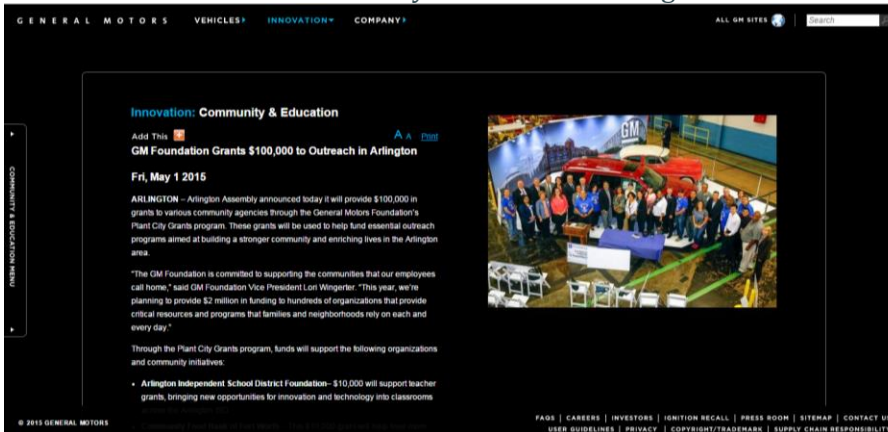 GENERAL MOTORS VEHICLES INNOVATION COMPANY ALL GM SITES Search
Innovation: Community & Education
Add This A A Print
GM Foundation Grants $100,000 to Outreach in Arlington
Fri, May 1 2015
ARLINGTON – Arlington Assembly announced today it will provide $100,000 in
grants to various community agencies through the General Motors Foundation's
Plant City Grants program. These grants will be used to help fund essential outreach
programs aimed at building a stronger community and enriching lives in the Arlington
area.
"The GM Foundation is committed to supporting the communities that our employees
call home," said GM Foundation Vice President Lori Wingerter. "This year, we're
planning to provide $2 million in funding to hundreds of organizations that provide
critical resources and programs that families and neighborhoods rely on each and
every day."
Through the Plant City Grants program, funds will support the following organizations
and community initiatives:
• Arlington Independent School District Foundation– $10,000 will support teacher
grants, bringing new opportunities for innovation and technology into classrooms
COMMUNITY & EDUCATION MENU
GM
© 2015 GENERAL MOTORS
FAQS | CAREERS | INVESTORS | IGNITION RECALL | PRESS ROOM | SITEMAP | CONTACT US
USER GUIDELINES | PRIVACY | COPYRIGHT/TRADEMARK | SUPPLY CHAIN RESPONSIBILITY